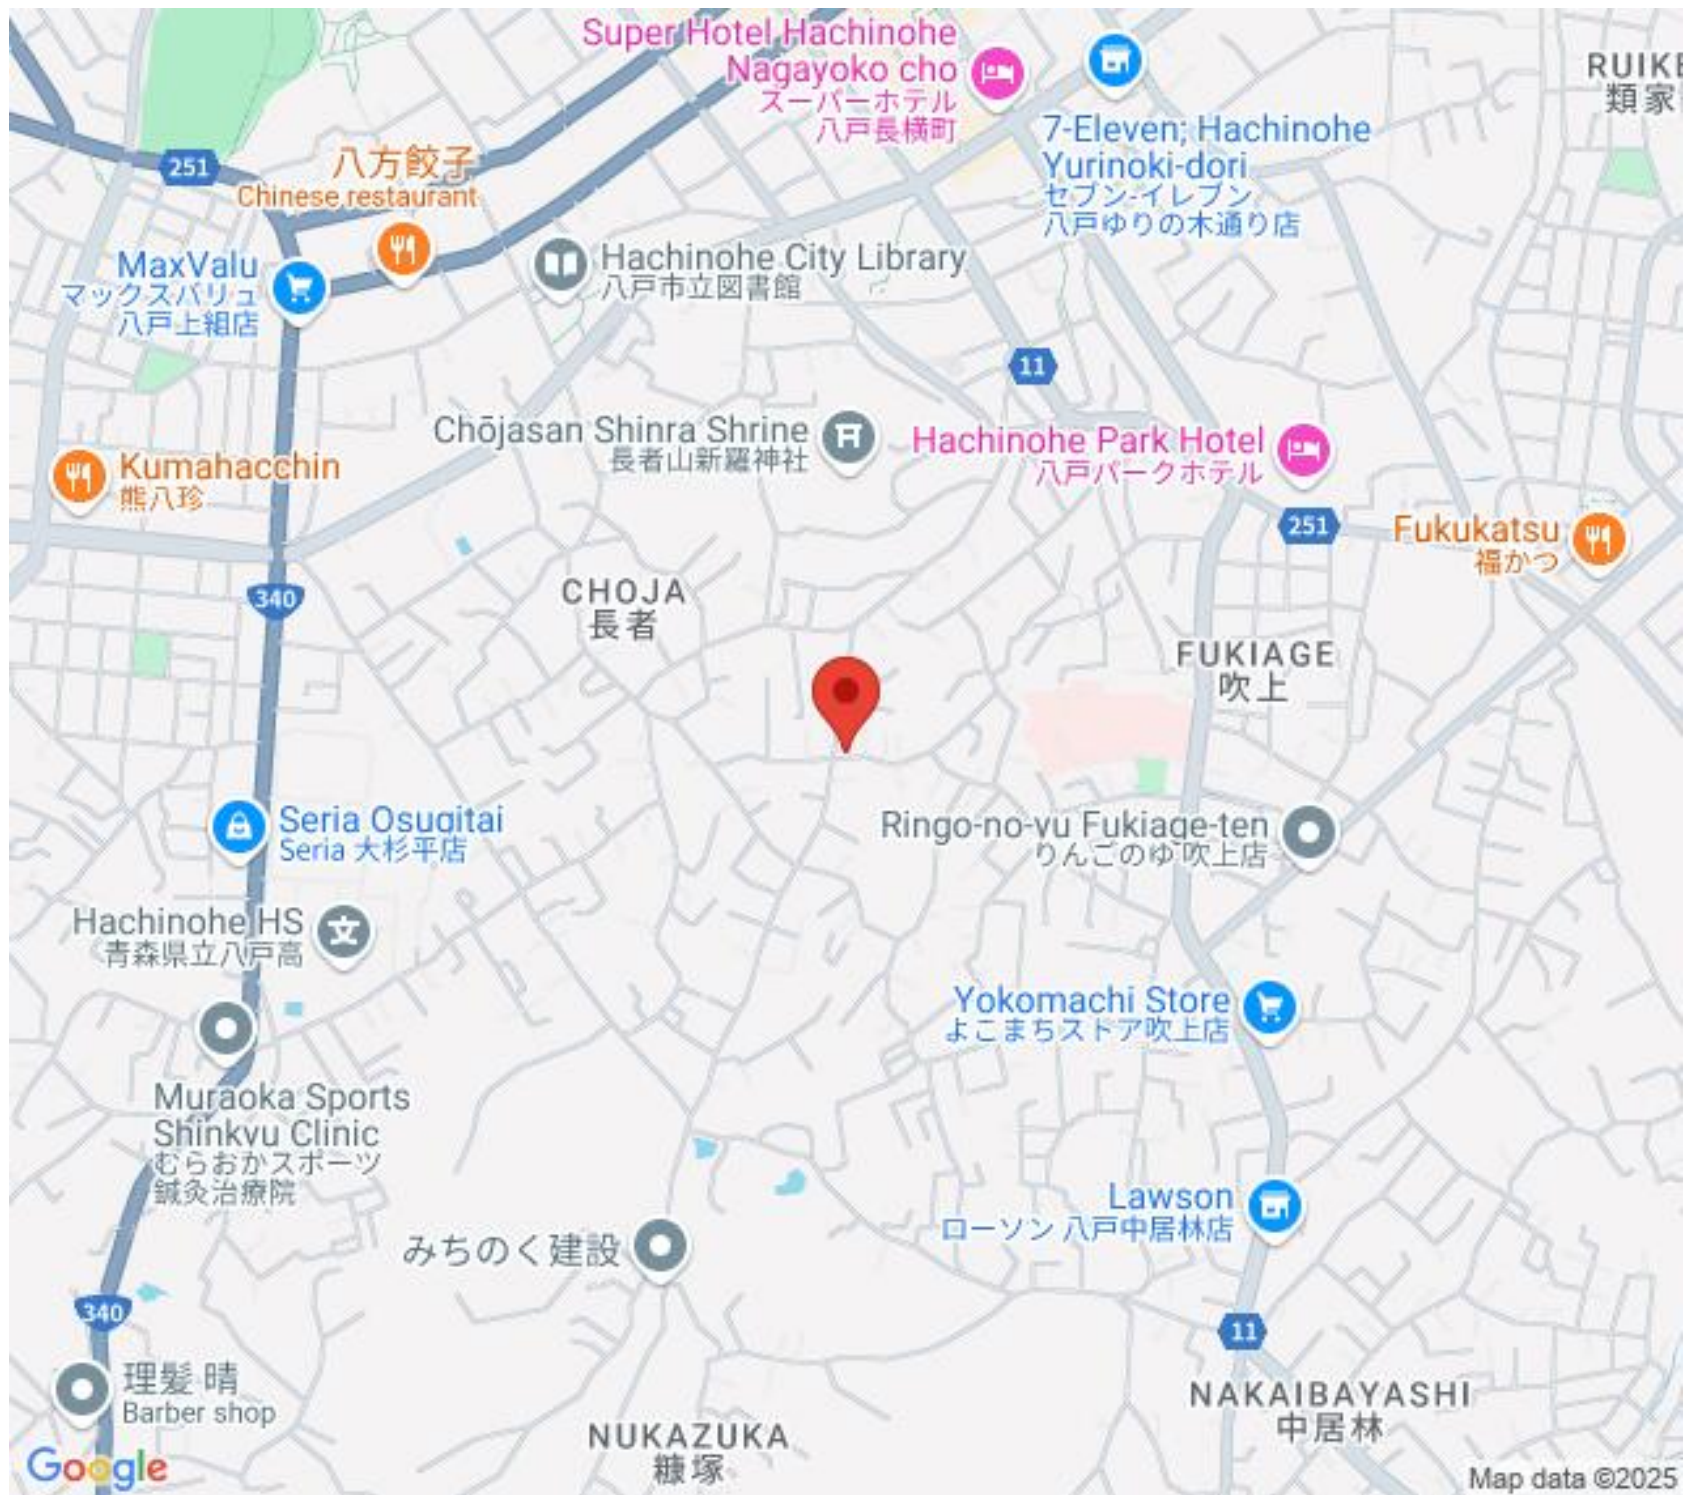 Super Hotel Hachinohe
Nagayoko cho
スーパーホテル
八戸長横町
7-Eleven; Hachinohe
Yurinoki-dori
セブン-イレブン
八戸ゆりの木通り店
類家
251
八方餃子
Chinese restaurant
MaxValu
マックスバリュ
八戸上組店
Hachinohe City Library
八戸市立図書館
11
Chōjasan Shinra Shrine
長者山新羅神社
Hachinohe Park Hotel
八戸パークホテル
Kumahacchin
熊八珍
251
Fukukatsu
福かつ
340
CHOJA
長者
FUKIAGE
吹上
Seria Osugitai
Seria 大杉平店
Ringo-no-yu Fukiage-ten
りんごのゆ 吹上店
Hachinohe HS
青森県立八戸高
文
Yokomachi Store
よこまちストア吹上店
Muraoka Sports
Shinkyu Clinic
むらおかスポーツ
鍼灸治療院
Lawson
ローソン 八戸中居林店
みちのく建設
340
11
理髪 晴
Barber shop
NAKAIBAYASHI
中居林
NUKAZUKA
糠塚
Google
Map data ©2025